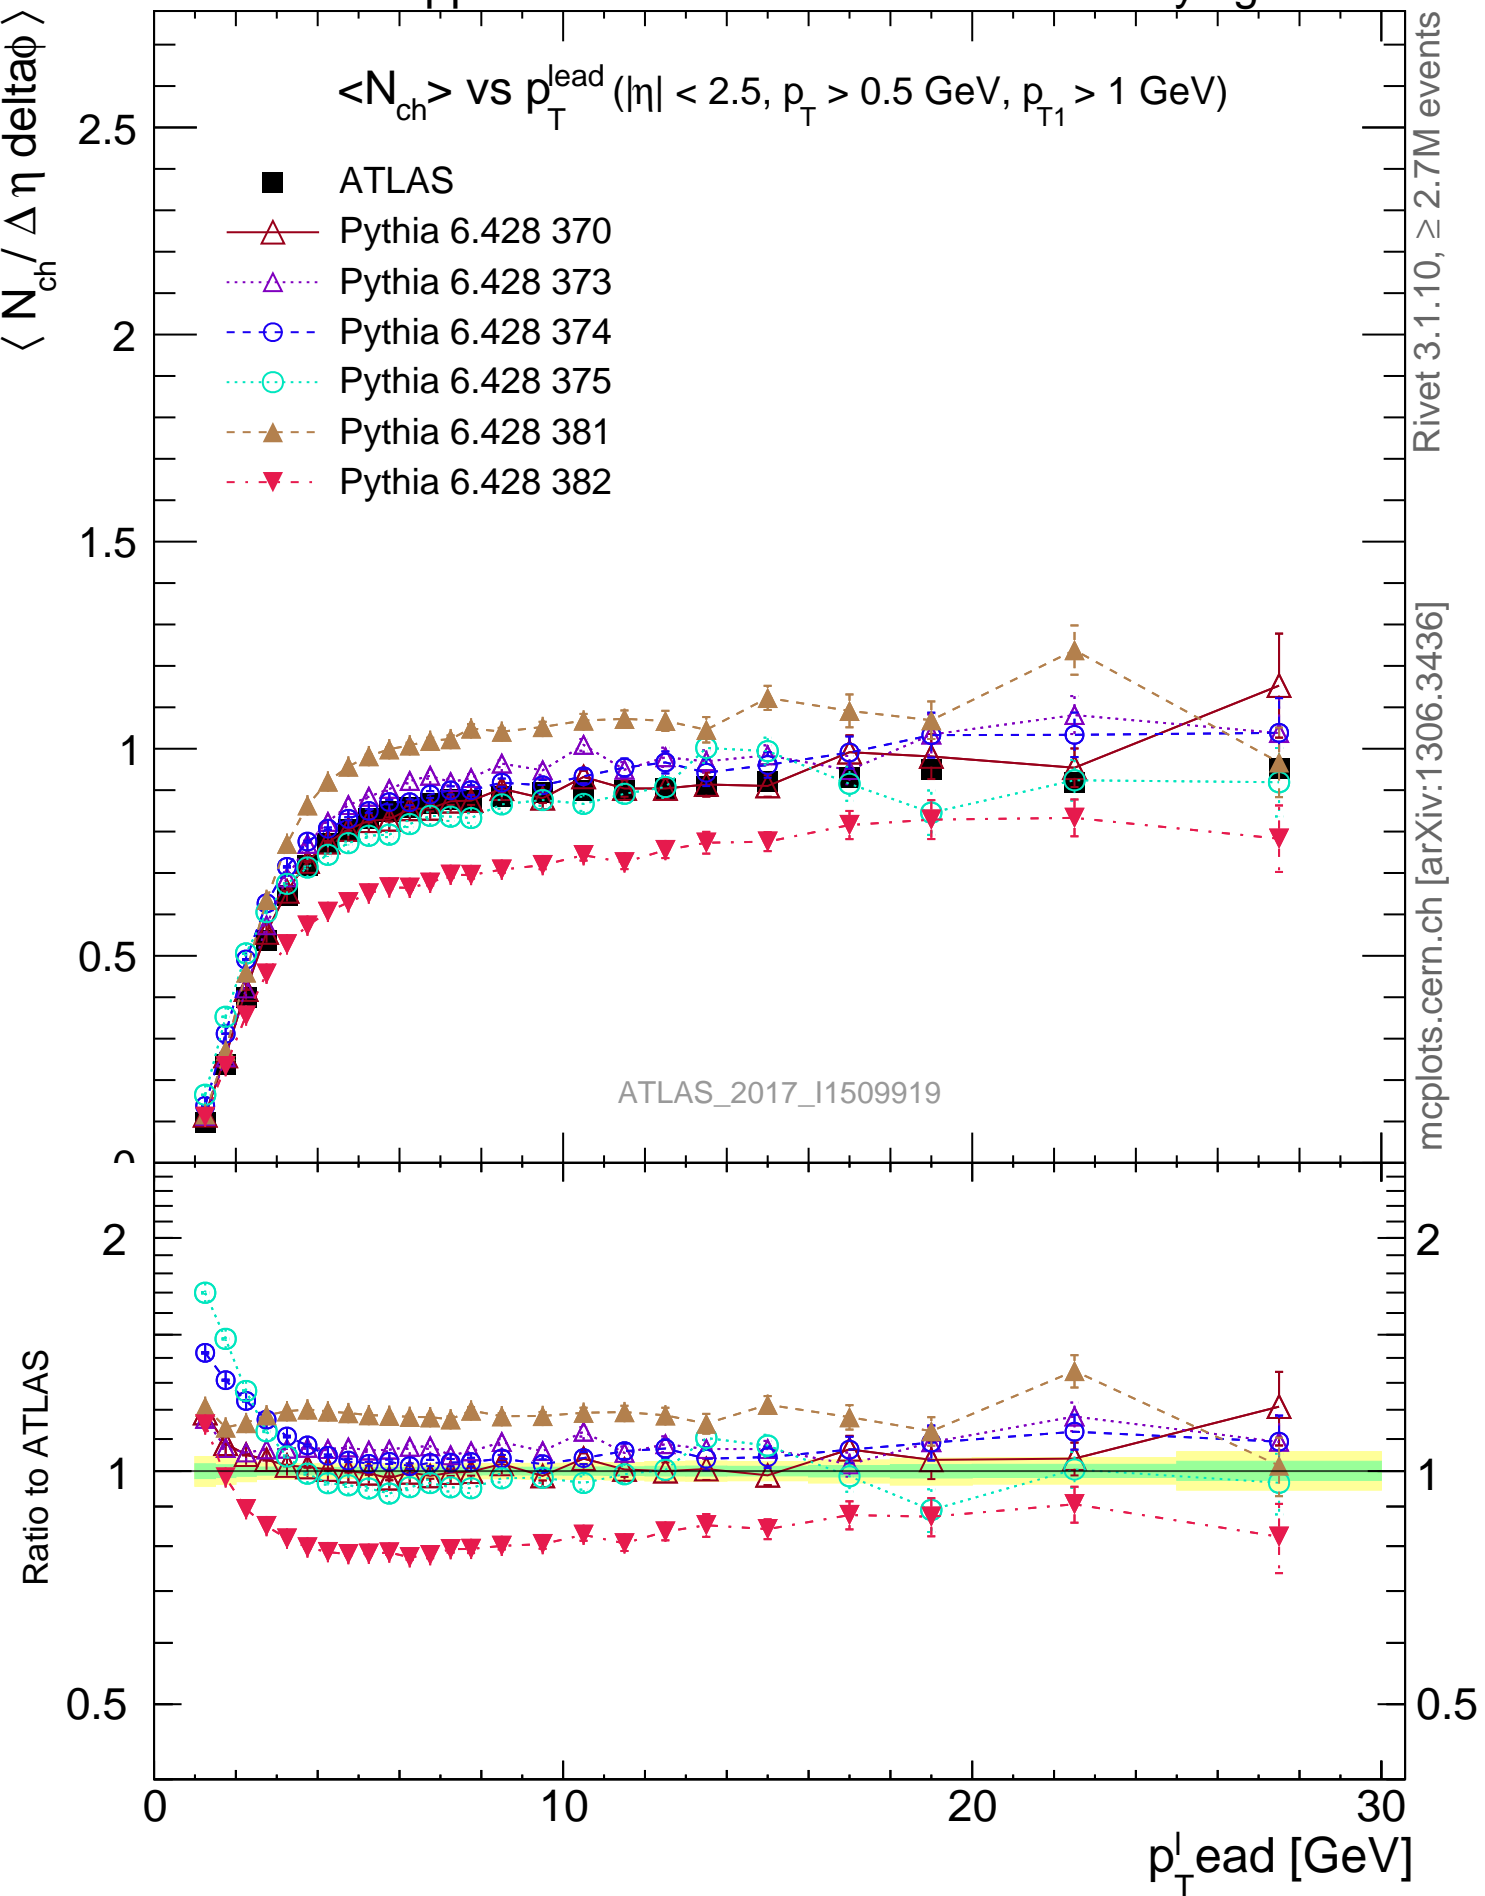 <N_ch> vs p_T^lead (|η| < 2.5, p_T > 0.5 GeV, p_T1 > 1 GeV)
⟨ N_ch / Δ η deltaϕ ⟩
ATLAS
Pythia 6.428 370
Pythia 6.428 373
Pythia 6.428 374
Pythia 6.428 375
Pythia 6.428 381
Pythia 6.428 382
2.5
2
1.5
1
0.5
0
ATLAS_2017_I1509919
Rivet 3.1.10, ≥ 2.7M events
mcplots.cern.ch [arXiv:1306.3436]
Ratio to ATLAS
2
1
0.5
2
1
0.5
0 10 20 30
p_T^lead [GeV]